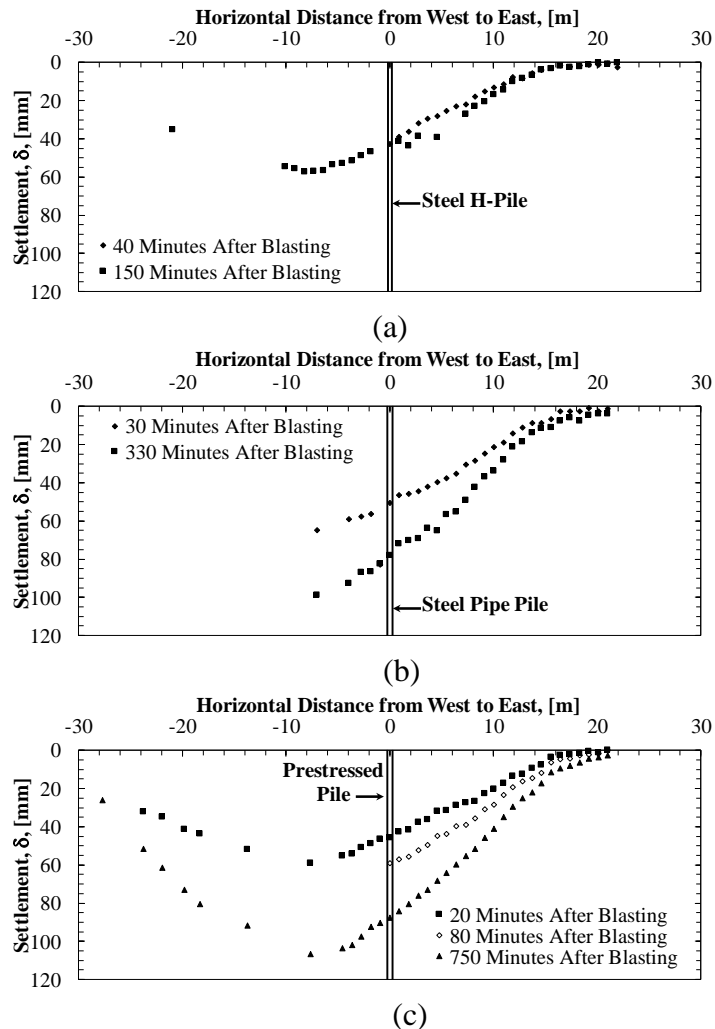 Horizontal Distance from West to East, [m]
-30 -20 -10 0 10 20 30
0
20
40
60
80
100
120
Settlement, δ, [mm]
Steel H-Pile
40 Minutes After Blasting
150 Minutes After Blasting
(a)
Horizontal Distance from West to East, [m]
-30 -20 -10 0 10 20 30
0
20
40
60
80
100
120
Settlement, δ, [mm]
30 Minutes After Blasting
330 Minutes After Blasting
Steel Pipe Pile
(b)
Horizontal Distance from West to East, [m]
-30 -20 -10 0 10 20 30
0
20
40
60
80
100
120
Settlement, δ, [mm]
Prestressed
Pile
20 Minutes After Blasting
80 Minutes After Blasting
750 Minutes After Blasting
(c)